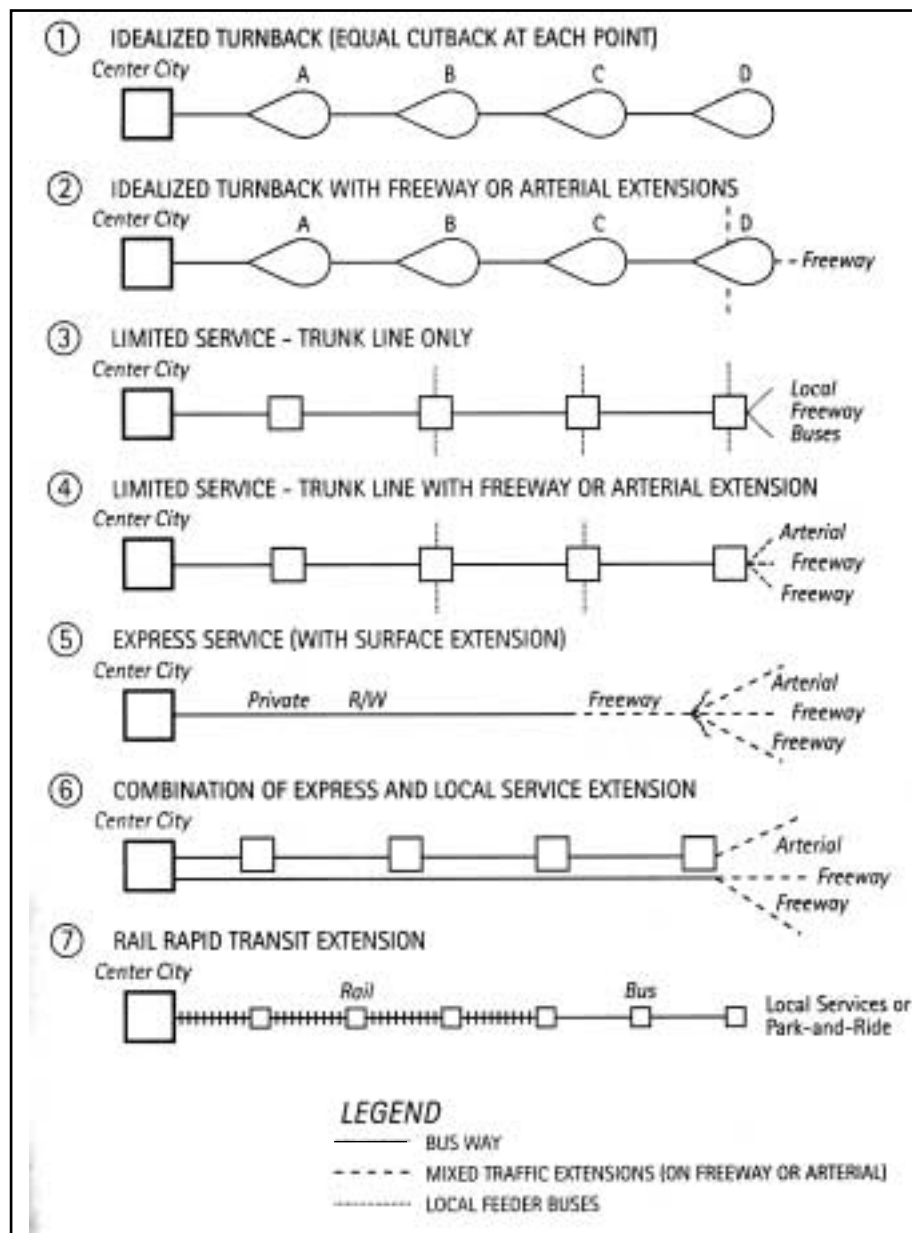 ① IDEALIZED TURNBACK (EQUAL CUTBACK AT EACH POINT)
Center City
A B C D
② IDEALIZED TURNBACK WITH FREEWAY OR ARTERIAL EXTENSIONS
Center City
A B C D
Freeway
③ LIMITED SERVICE - TRUNK LINE ONLY
Center City
Local
Freeway
Buses
④ LIMITED SERVICE - TRUNK LINE WITH FREEWAY OR ARTERIAL EXTENSION
Center City
Arterial
Freeway
Freeway
⑤ EXPRESS SERVICE (WITH SURFACE EXTENSION)
Center City
Private R/W Freeway
Arterial
Freeway
Freeway
⑥ COMBINATION OF EXPRESS AND LOCAL SERVICE EXTENSION
Center City
Arterial
Freeway
Freeway
⑦ RAIL RAPID TRANSIT EXTENSION
Center City
Rail Bus
Local Services or
Park-and-Ride
LEGEND
BUS WAY
MIXED TRAFFIC EXTENSIONS (ON FREEWAY OR ARTERIAL)
LOCAL FEEDER BUSES